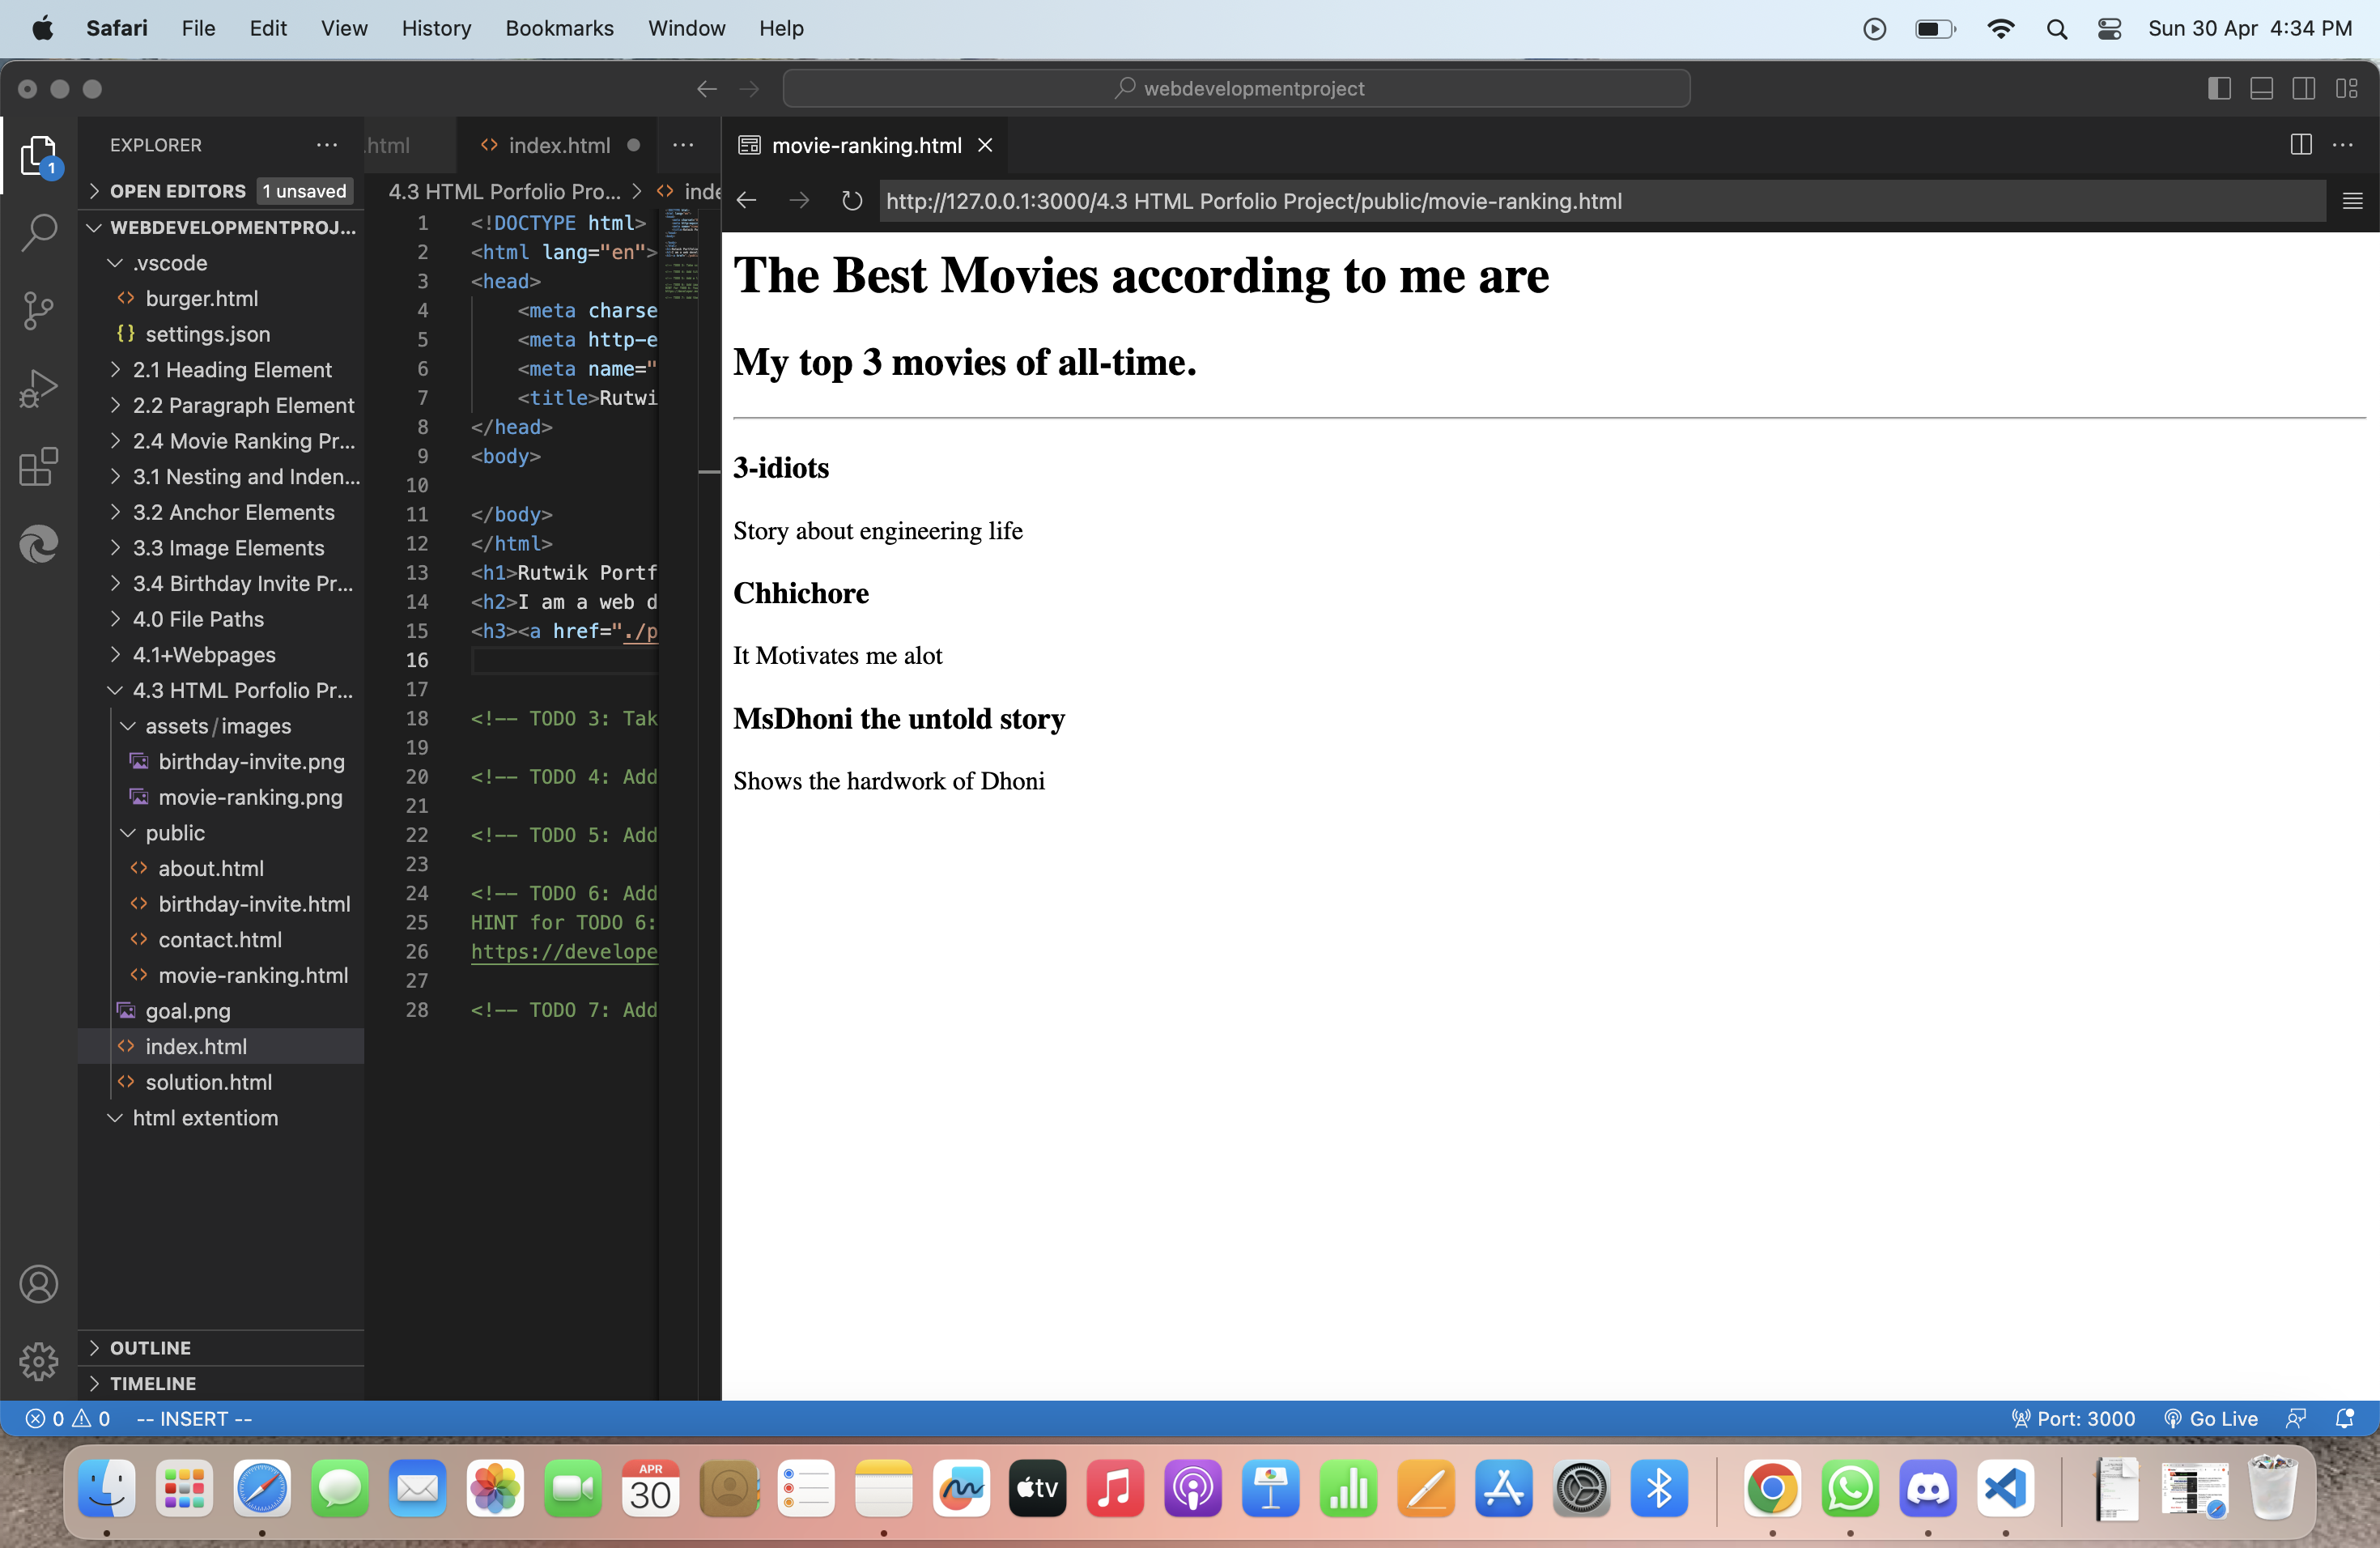 Safari File Edit View History Bookmarks Window Help Sun 30 Apr 4:34 PM
webdevelopmentproject
EXPLORER
OPEN EDITORS 1 unsaved
WEBDEVELOPMENTPROJ...
.vscode
burger.html
settings.json
2.1 Heading Element
2.2 Paragraph Element
2.4 Movie Ranking Pr...
3.1 Nesting and Inden...
3.2 Anchor Elements
3.3 Image Elements
3.4 Birthday Invite Pr...
4.0 File Paths
4.1+Webpages
4.3 HTML Porfolio Pr...
assets/images
birthday-invite.png
movie-ranking.png
public
about.html
birthday-invite.html
contact.html
movie-ranking.html
goal.png
index.html
solution.html
html extentiom
OUTLINE
TIMELINE
.html index.html
4.3 HTML Porfolio Pro... > <> inde
1 <!DOCTYPE html>
2 <html lang="en">
3 <head>
4 <meta charse
5 <meta http-e
6 <meta name="
7 <title>Rutwi
8 </head>
9 <body>
10
11 </body>
12 </html>
13 <h1>Rutwik Portf
14 <h2>I am a web d
15 <h3><a href="./p
16
17
18 <!-- TODO 3: Tak
19
20 <!-- TODO 4: Add
21
22 <!-- TODO 5: Add
23
24 <!-- TODO 6: Add
25 HINT for TODO 6:
26 https://develope
27
28 <!-- TODO 7: Add
movie-ranking.html
http://127.0.0.1:3000/4.3 HTML Porfolio Project/public/movie-ranking.html
The Best Movies according to me are
My top 3 movies of all-time.
3-idiots
Story about engineering life
Chhichore
It Motivates me alot
MsDhoni the untold story
Shows the hardwork of Dhoni
0 0 -- INSERT -- Port: 3000 Go Live
APR
30
tv